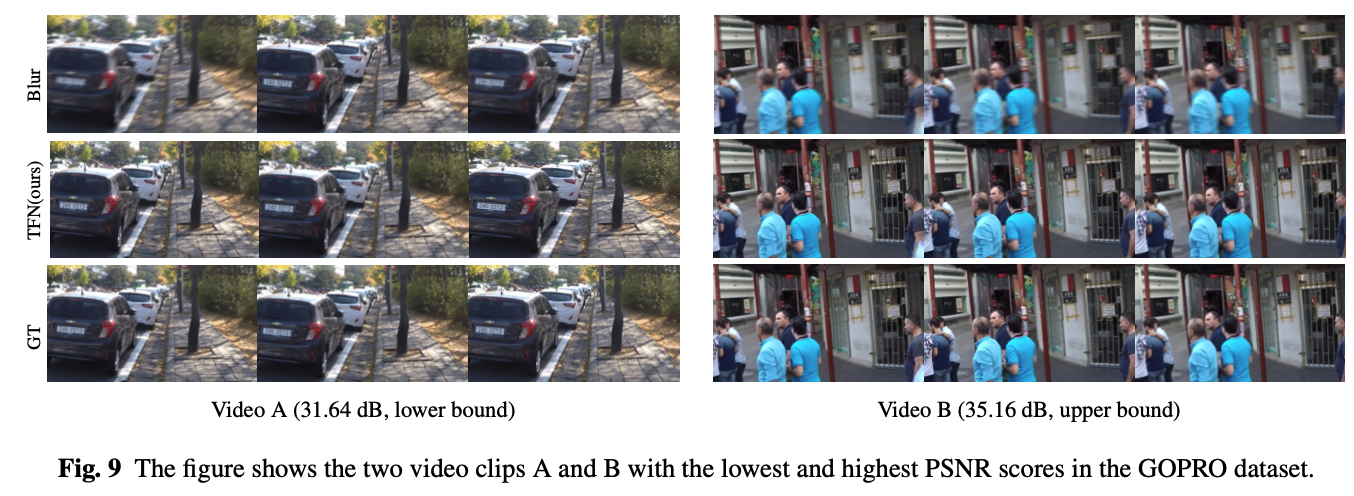 Blur
TFN(ours)
GT
Video A (31.64 dB, lower bound)
Video B (35.16 dB, upper bound)
Fig. 9 The figure shows the two video clips A and B with the lowest and highest PSNR scores in the GOPRO dataset.